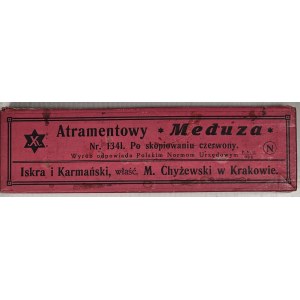 Atramentowy * Meduza *
Nr. 1341. Po skopiowaniu czerwony.
Wyrób odpowiada Polskim Normom Urzędowym
Iskra i Karmański, właśc. M. Chyżewski w Krakowie.
K
N